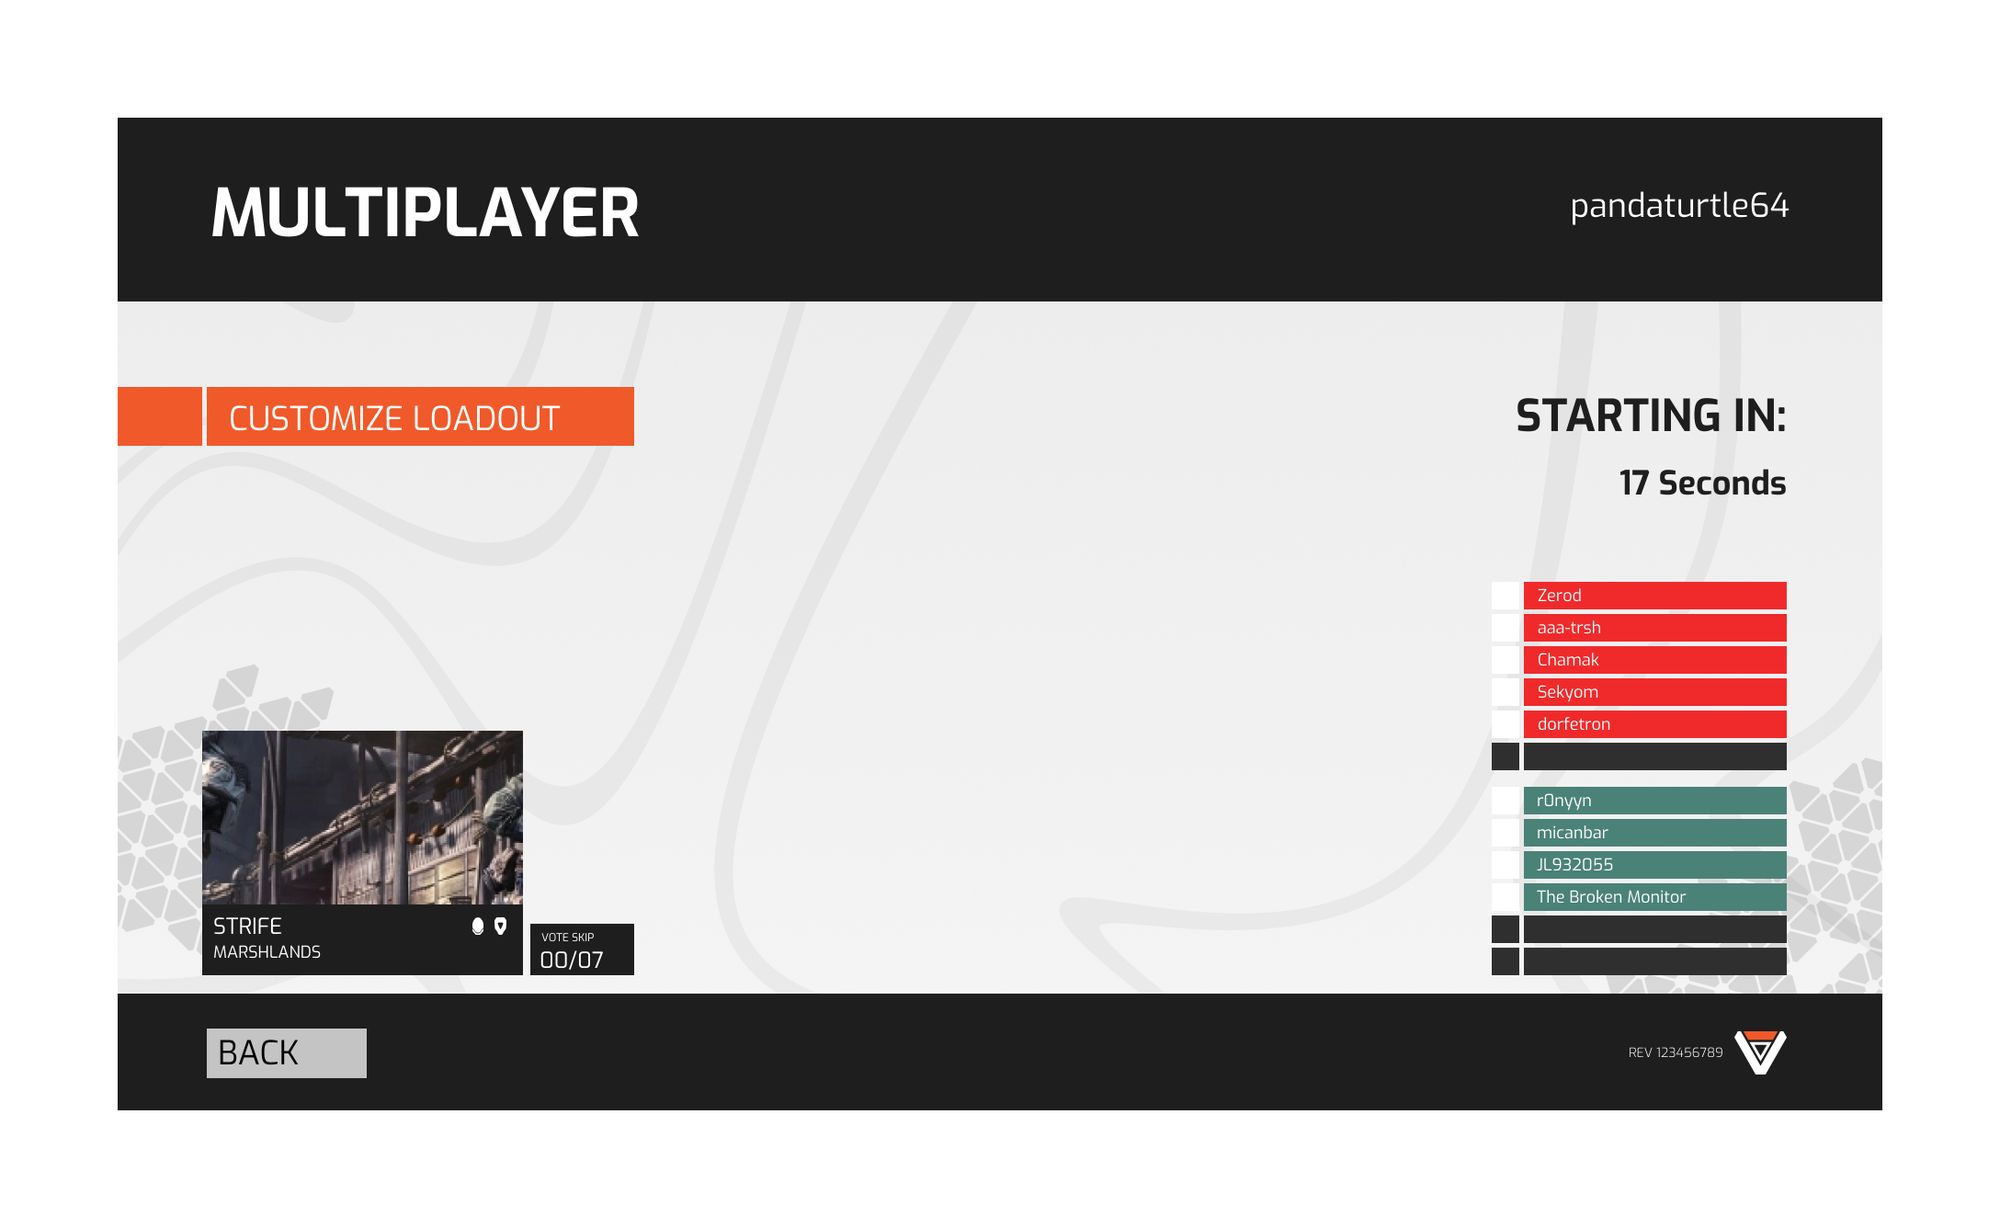 MULTIPLAYER
pandaturtle64
CUSTOMIZE LOADOUT
STARTING IN:
17 Seconds
Zerod
aaa-trsh
Chamak
Sekyom
dorfetron
r0nyyn
micanbar
JL932055
The Broken Monitor
STRIFE
MARSHLANDS
VOTE SKIP
00/07
BACK
REV 123456789